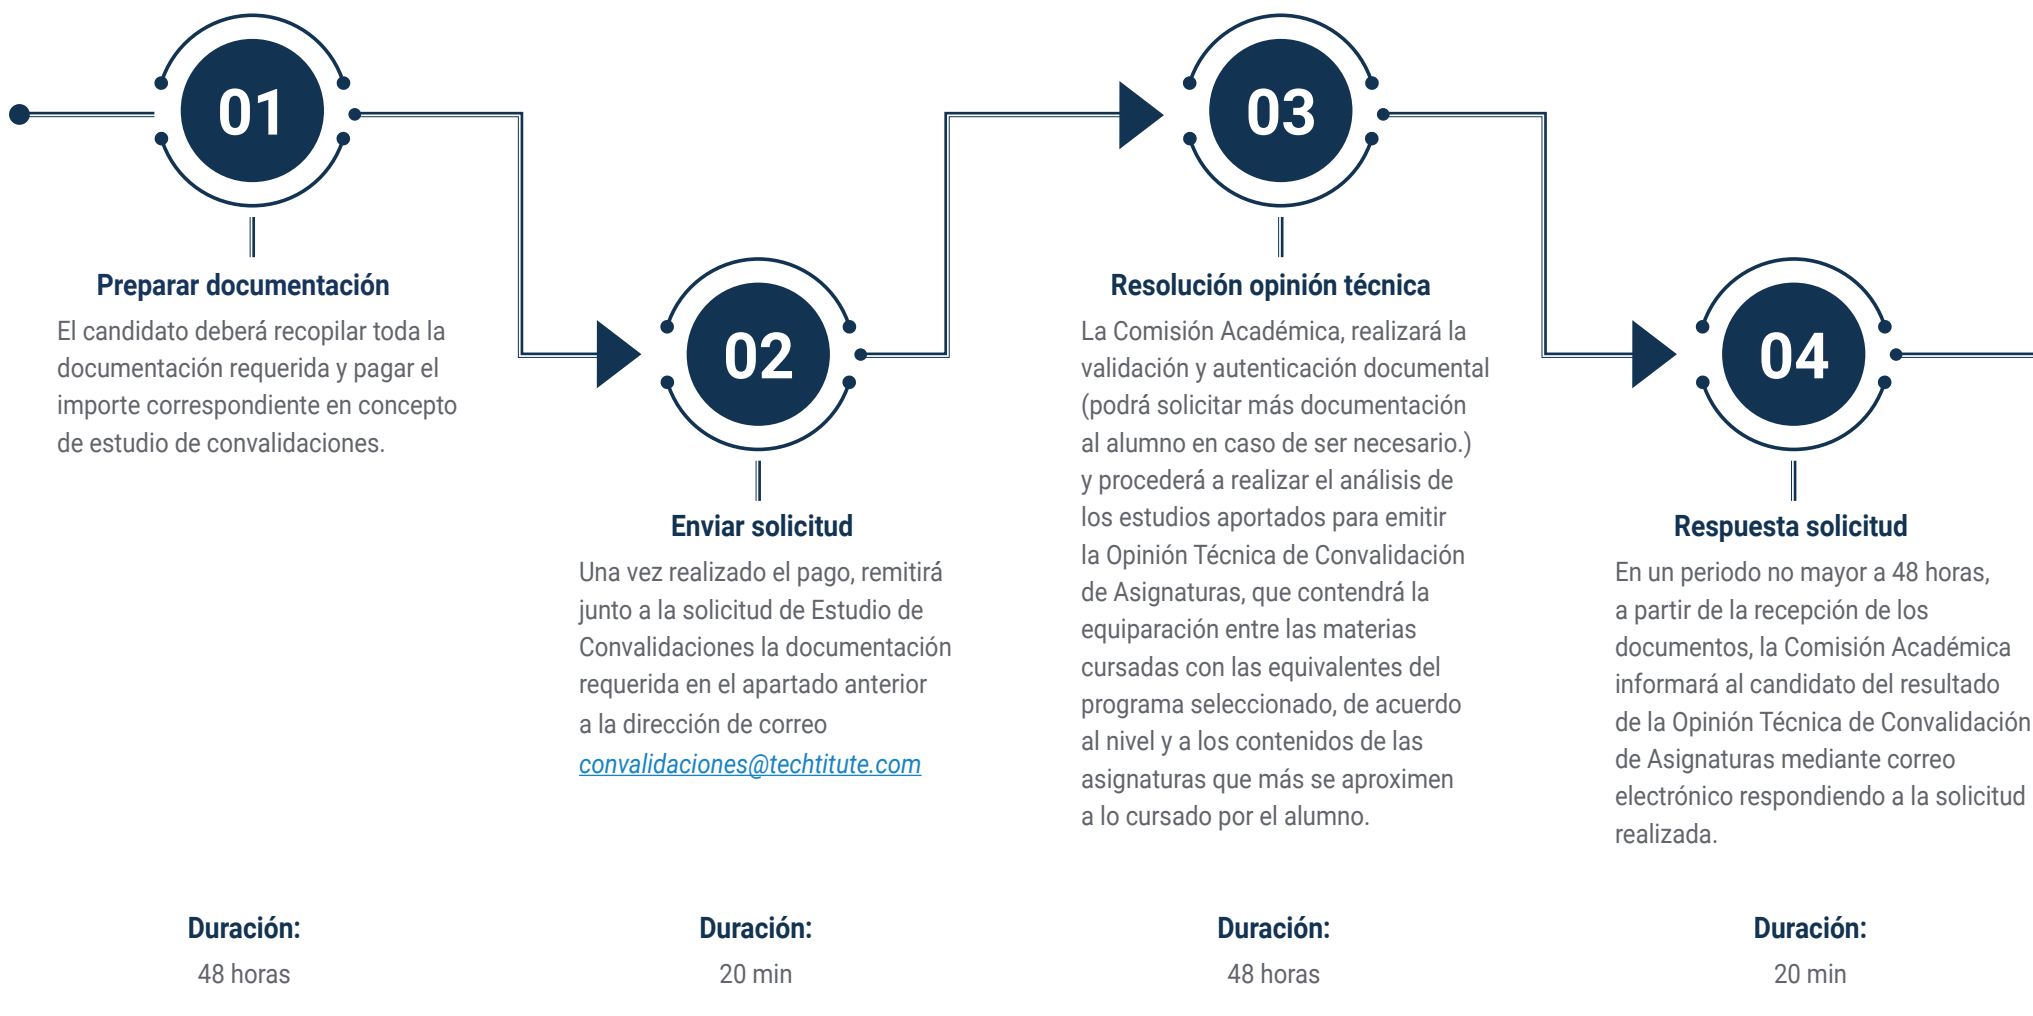 01
Preparar documentación
El candidato deberá recopilar toda la
documentación requerida y pagar el
importe correspondiente en concepto
de estudio de convalidaciones.
Duración:
48 horas
02
Enviar solicitud
Una vez realizado el pago, remitirá
junto a la solicitud de Estudio de
Convalidaciones la documentación
requerida en el apartado anterior
a la dirección de correo
convalidaciones@techtitute.com
Duración:
20 min
03
Resolución opinión técnica
La Comisión Académica, realizará la
validación y autenticación documental
(podrá solicitar más documentación
al alumno en caso de ser necesario.)
y procederá a realizar el análisis de
los estudios aportados para emitir
la Opinión Técnica de Convalidación
de Asignaturas, que contendrá la
equiparación entre las materias
cursadas con las equivalentes del
programa seleccionado, de acuerdo
al nivel y a los contenidos de las
asignaturas que más se aproximen
a lo cursado por el alumno.
Duración:
48 horas
04
Respuesta solicitud
En un periodo no mayor a 48 horas,
a partir de la recepción de los
documentos, la Comisión Académica
informará al candidato del resultado
de la Opinión Técnica de Convalidación
de Asignaturas mediante correo
electrónico respondiendo a la solicitud
realizada.
Duración:
20 min